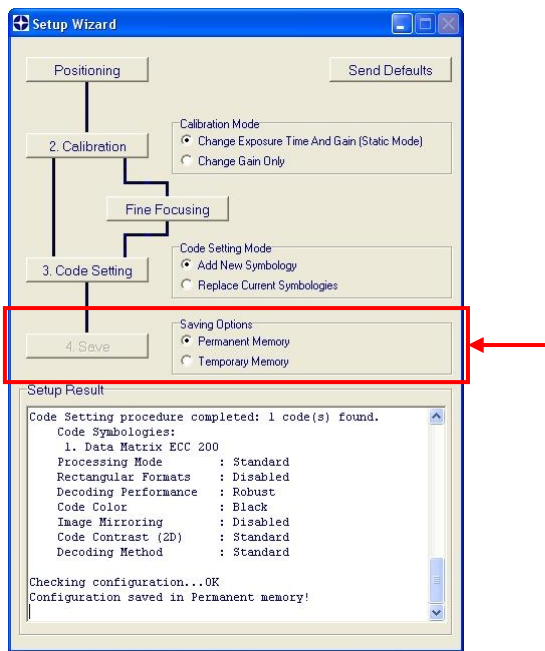 Setup Wizard
Positioning
Send Defaults
Calibration Mode
2. Calibration
Change Exposure Time And Gain (Static Mode)
Change Gain Only
Fine Focusing
Code Setting Mode
3. Code Setting
Add New Symbology
Replace Current Symbologies
Saving Options
4. Save
Permanent Memory
Temporary Memory
Setup Result
Code Setting procedure completed: 1 code(s) found.
Code Symbologies:
1. Data Matrix ECC 200
Processing Mode : Standard
Rectangular Formats : Disabled
Decoding Performance : Robust
Code Color : Black
Image Mirroring : Disabled
Code Contrast (2D) : Standard
Decoding Method : Standard
Checking configuration...OK
Configuration saved in Permanent memory!